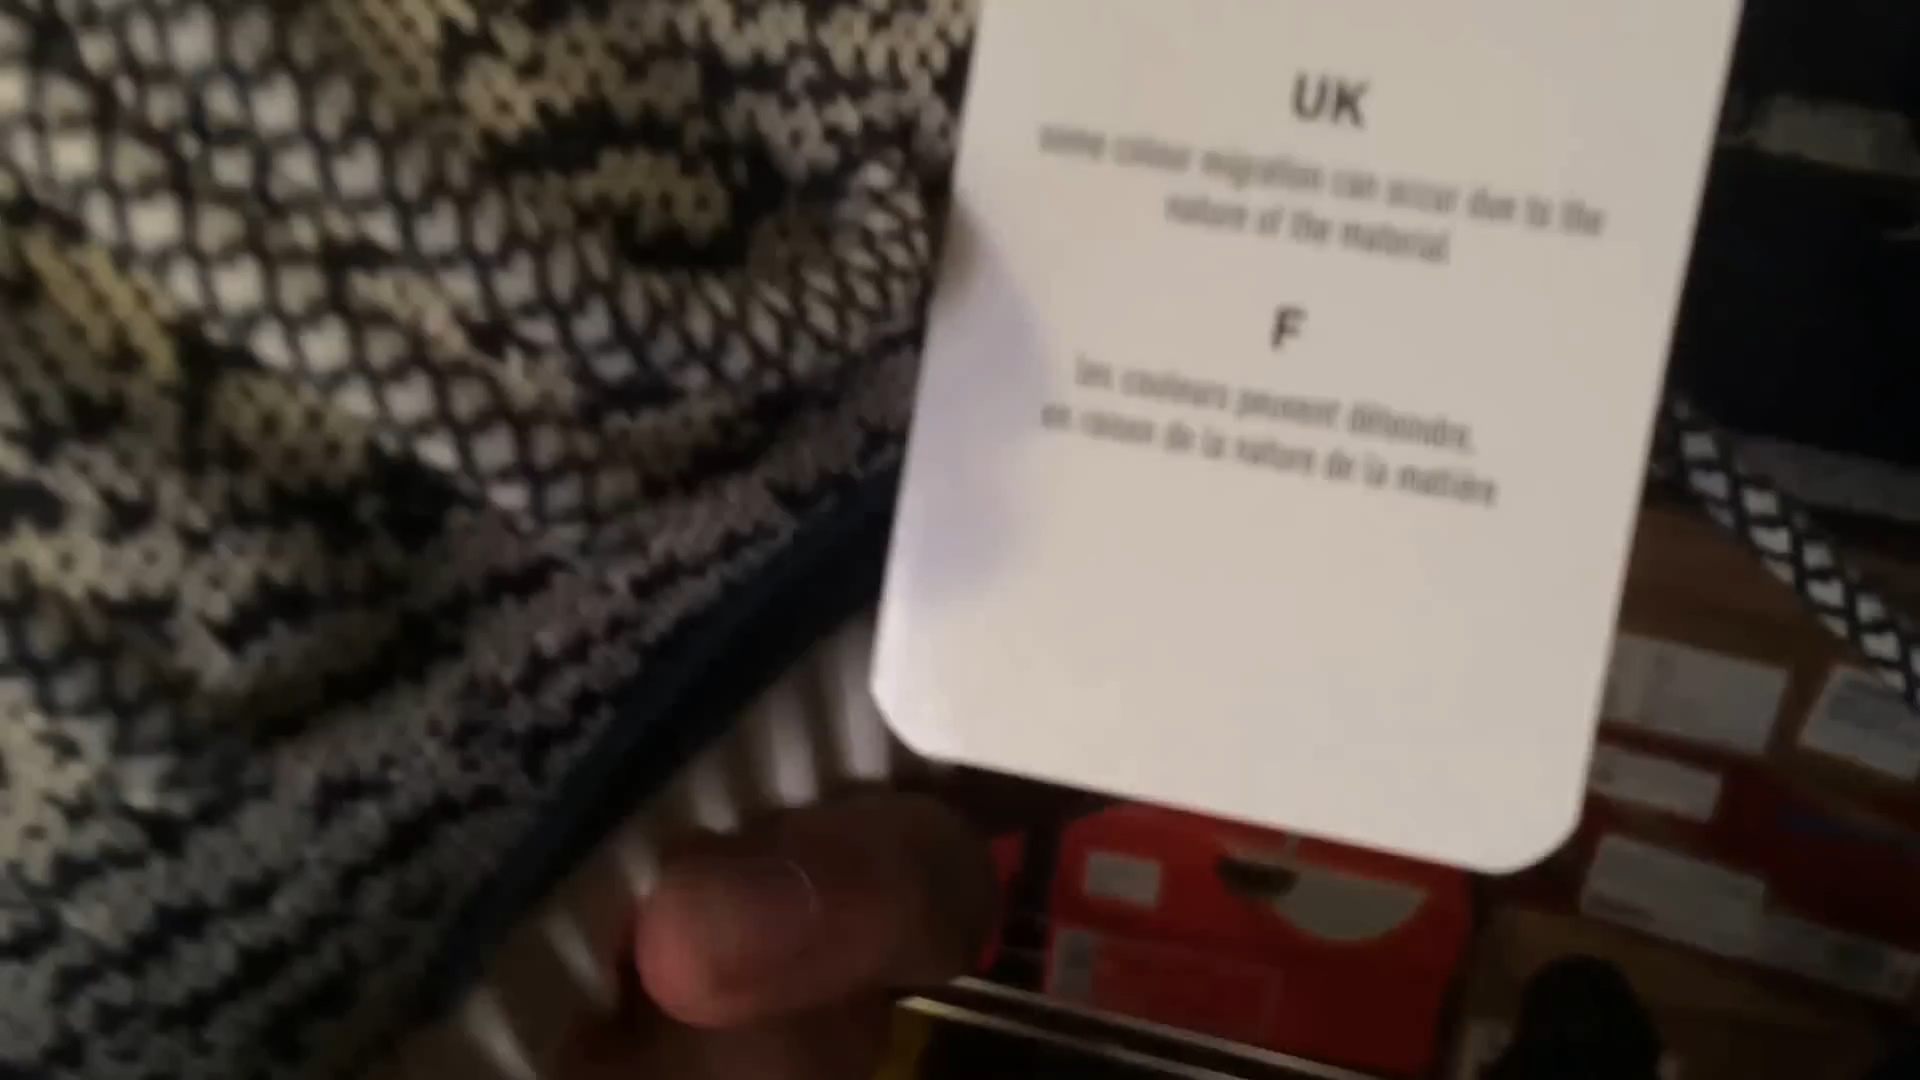 UK
some colour migration can occur due to the
nature of the material.
F
Les couleurs peuvent déteindre,
en raison de la nature de la matière